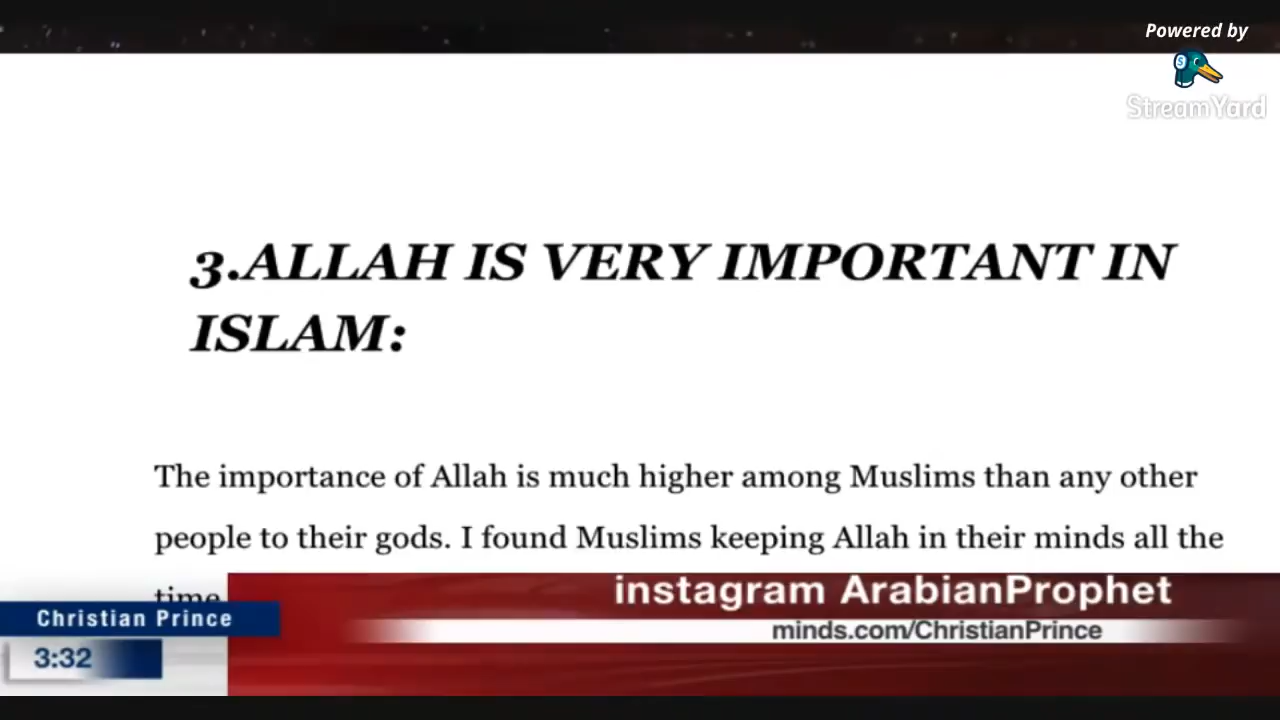 Powered by
StreamYard
3.ALLAH IS VERY IMPORTANT IN
ISLAM:
The importance of Allah is much higher among Muslims than any other
people to their gods. I found Muslims keeping Allah in their minds all the
time
instagram ArabianProphet
Christian Prince
minds.com/ChristianPrince
3:32